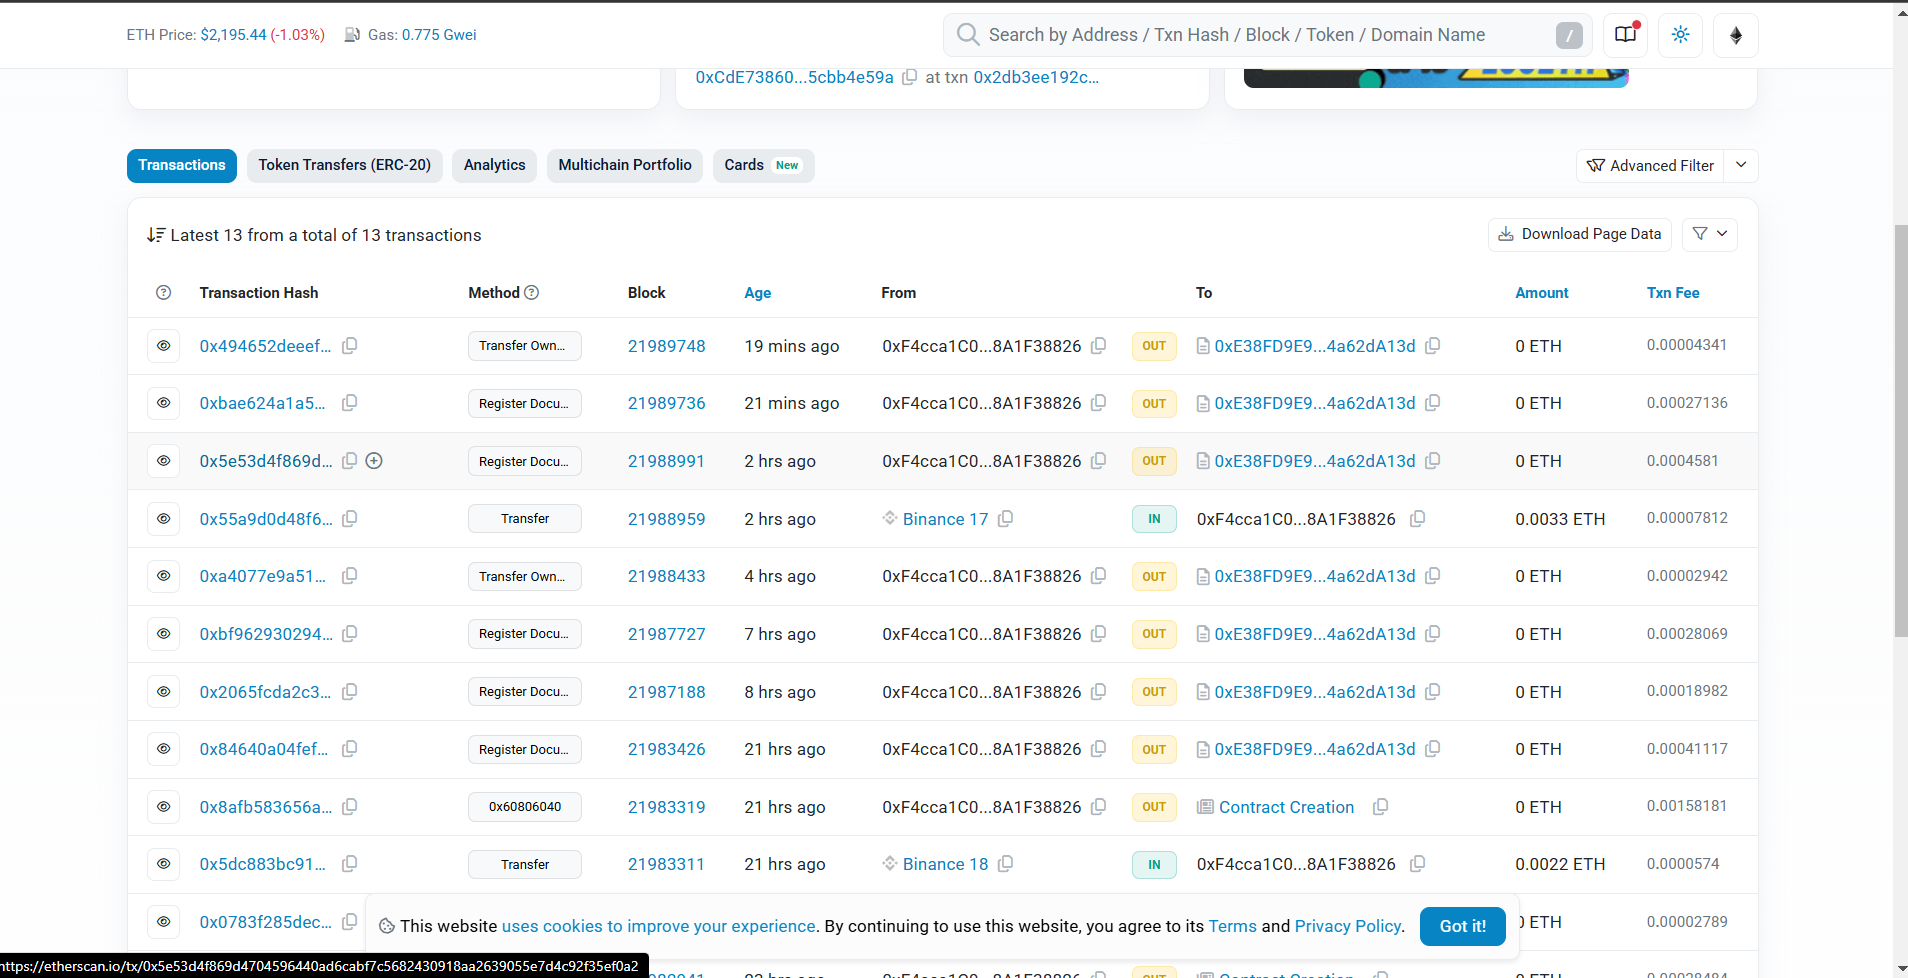 ETH Price: $2,195.44 (-1.03%) Gas: 0.775 Gwei
Search by Address / Txn Hash / Block / Token / Domain Name /
0xCdE73860...5cbb4e59a at txn 0x2db3ee192c...
Transactions Token Transfers (ERC-20) Analytics Multichain Portfolio Cards New Advanced Filter
Latest 13 from a total of 13 transactions Download Page Data
Transaction Hash Method Block Age From To Amount Txn Fee
0x494652deeef... Transfer Own... 21989748 19 mins ago 0xF4cca1C0...8A1F38826 OUT 0xE38FD9E9...4a62dA13d 0 ETH 0.00004341
0xbae624a1a5... Register Docu... 21989736 21 mins ago 0xF4cca1C0...8A1F38826 OUT 0xE38FD9E9...4a62dA13d 0 ETH 0.00027136
0x5e53d4f869d... Register Docu... 21988991 2 hrs ago 0xF4cca1C0...8A1F38826 OUT 0xE38FD9E9...4a62dA13d 0 ETH 0.0004581
0x55a9d0d48f6... Transfer 21988959 2 hrs ago Binance 17 IN 0xF4cca1C0...8A1F38826 0.0033 ETH 0.00007812
0xa4077e9a51... Transfer Own... 21988433 4 hrs ago 0xF4cca1C0...8A1F38826 OUT 0xE38FD9E9...4a62dA13d 0 ETH 0.00002942
0xbf962930294... Register Docu... 21987727 7 hrs ago 0xF4cca1C0...8A1F38826 OUT 0xE38FD9E9...4a62dA13d 0 ETH 0.00028069
0x2065fcda2c3... Register Docu... 21987188 8 hrs ago 0xF4cca1C0...8A1F38826 OUT 0xE38FD9E9...4a62dA13d 0 ETH 0.00018982
0x84640a04fef... Register Docu... 21983426 21 hrs ago 0xF4cca1C0...8A1F38826 OUT 0xE38FD9E9...4a62dA13d 0 ETH 0.00041117
0x8afb583656a... 0x60806040 21983319 21 hrs ago 0xF4cca1C0...8A1F38826 OUT Contract Creation 0 ETH 0.00158181
0x5dc883bc91... Transfer 21983311 21 hrs ago Binance 18 IN 0xF4cca1C0...8A1F38826 0.0022 ETH 0.0000574
0x0783f285dec... ETH 0.00002789
This website uses cookies to improve your experience. By continuing to use this website, you agree to its Terms and Privacy Policy. Got it!
https://etherscan.io/tx/0x5e53d4f869d4704596440ad6cabf7c5682430918aa2639055e7d4c92f35ef0a2